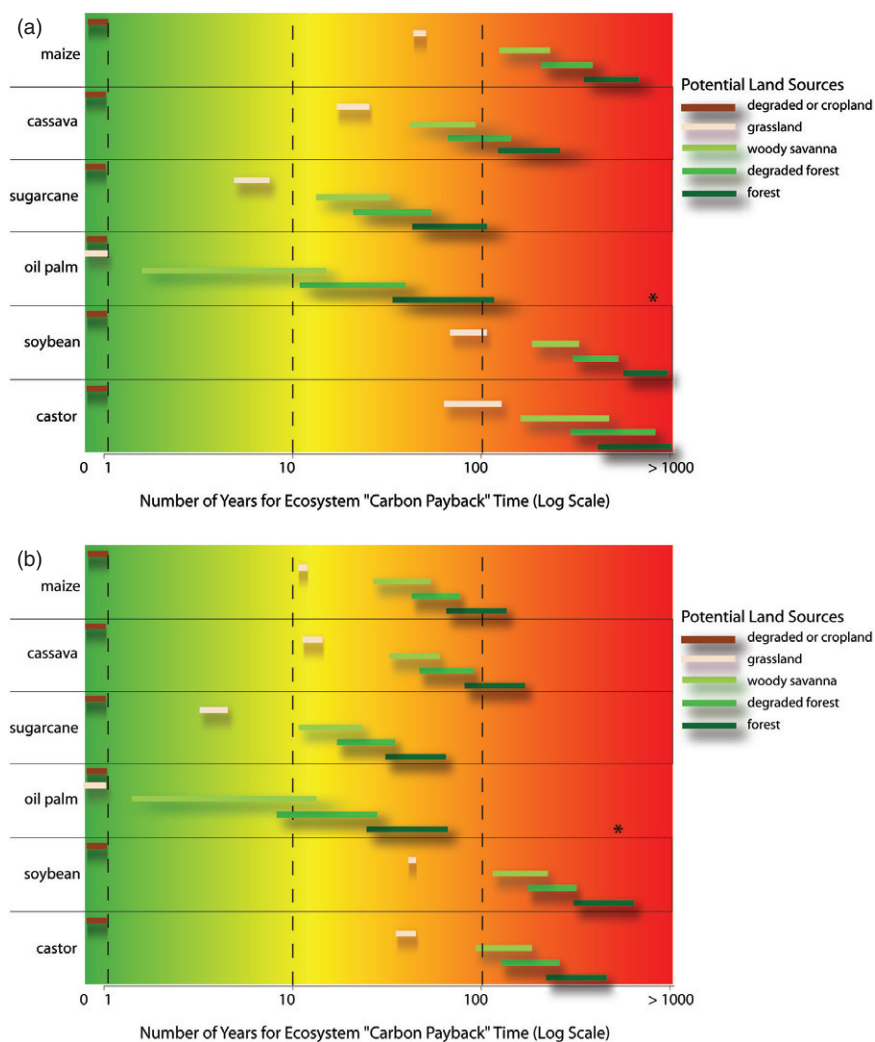 (a)
maize
cassava
sugarcane
oil palm
*
soybean
castor
0 1 10 100 > 1000
Number of Years for Ecosystem "Carbon Payback" Time (Log Scale)
Potential Land Sources
degraded or cropland
grassland
woody savanna
degraded forest
forest
(b)
maize
cassava
sugarcane
oil palm
*
soybean
castor
0 1 10 100 > 1000
Number of Years for Ecosystem "Carbon Payback" Time (Log Scale)
Potential Land Sources
degraded or cropland
grassland
woody savanna
degraded forest
forest